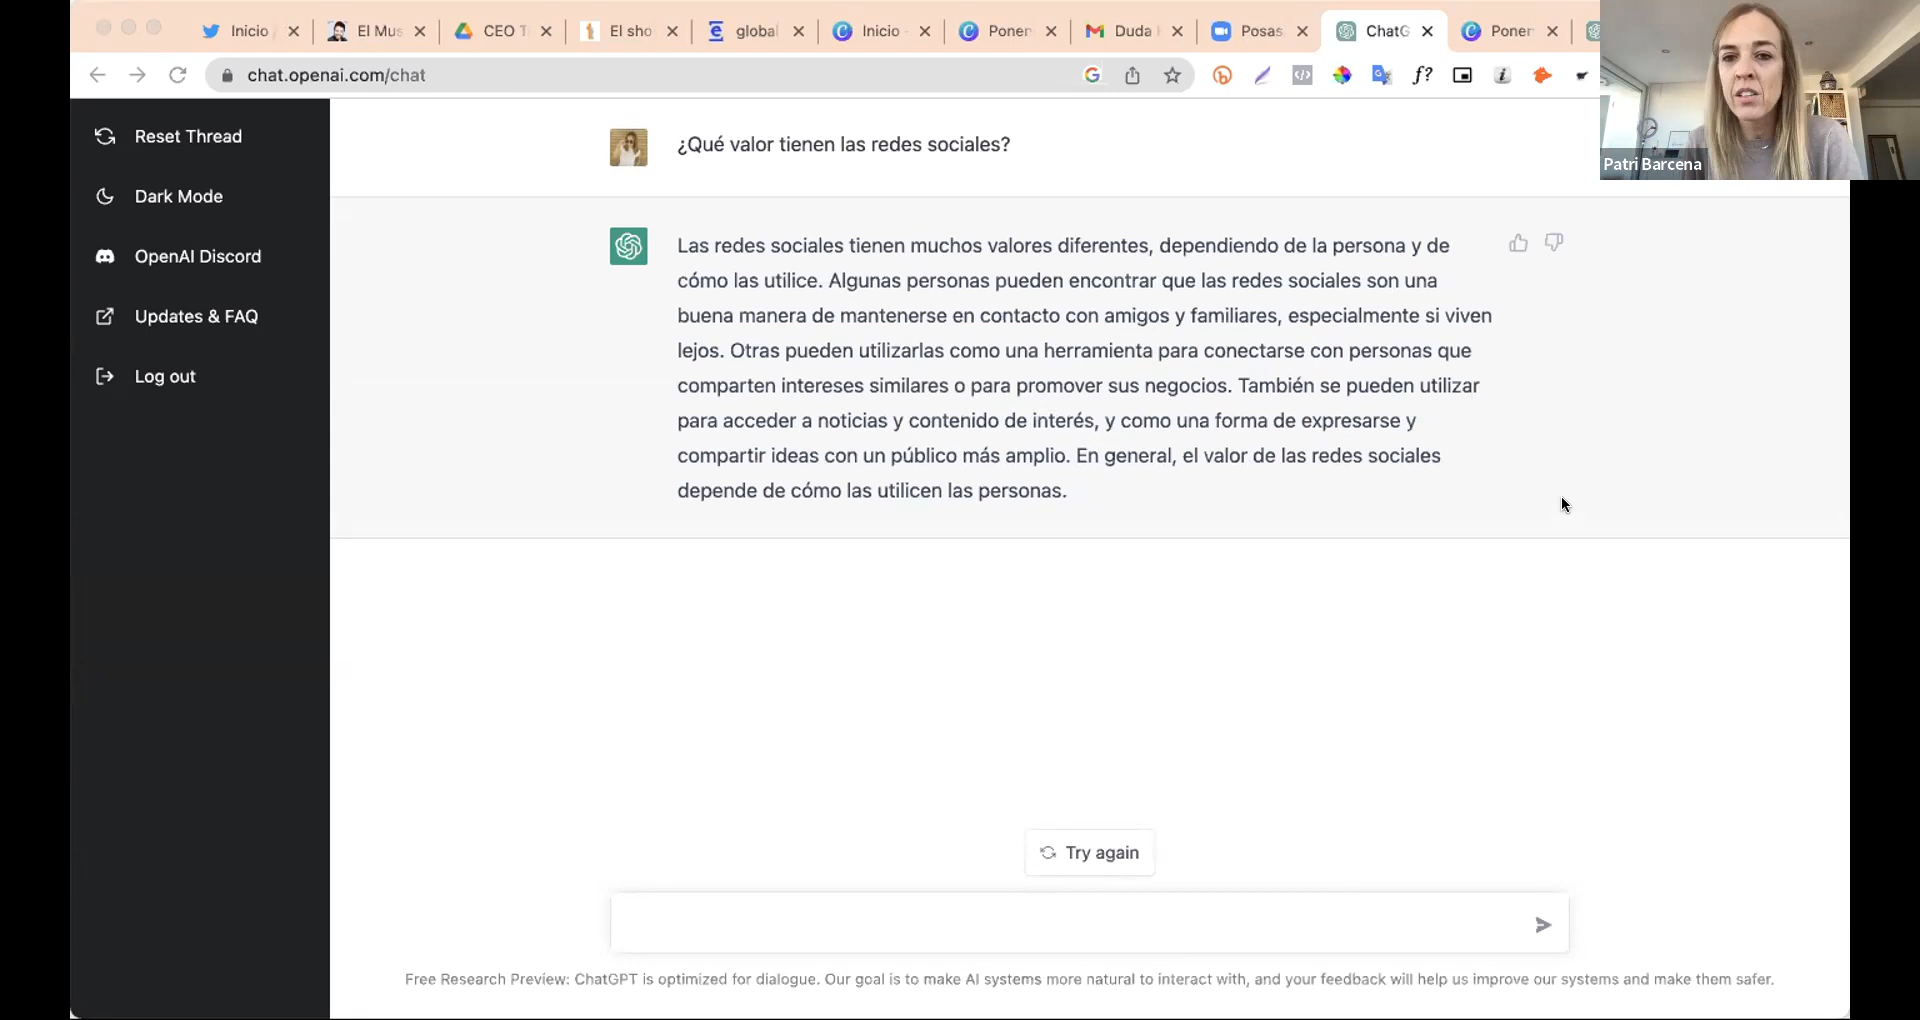 Inicio
El Mus
CEO T
El sho
global
Inicio
Poner
Duda
Posas
ChatG
Poner
chat.openai.com/chat
Patri Barcena
Reset Thread
Dark Mode
OpenAI Discord
Updates & FAQ
Log out
¿Qué valor tienen las redes sociales?
Las redes sociales tienen muchos valores diferentes, dependiendo de la persona y de
cómo las utilice. Algunas personas pueden encontrar que las redes sociales son una
buena manera de mantenerse en contacto con amigos y familiares, especialmente si viven
lejos. Otras pueden utilizarlas como una herramienta para conectarse con personas que
comparten intereses similares o para promover sus negocios. También se pueden utilizar
para acceder a noticias y contenido de interés, y como una forma de expresarse y
compartir ideas con un público más amplio. En general, el valor de las redes sociales
depende de cómo las utilicen las personas.
Try again
Free Research Preview: ChatGPT is optimized for dialogue. Our goal is to make AI systems more natural to interact with, and your feedback will help us improve our systems and make them safer.